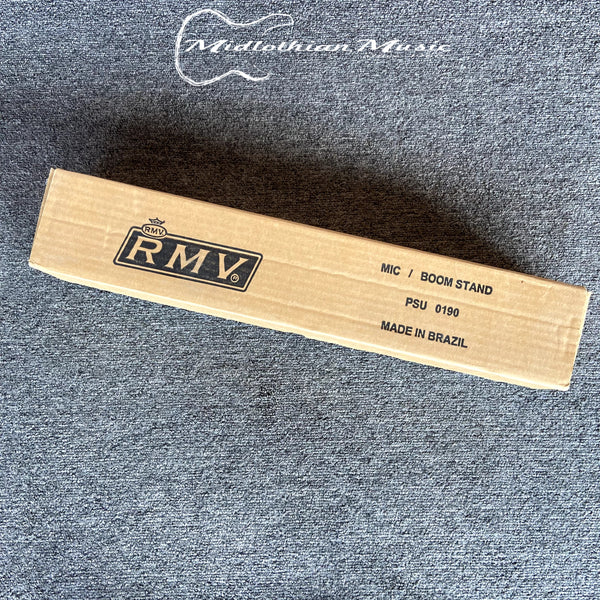 Midlothian Music
RMV
RMV®
MIC / BOOM STAND
PSU 0190
MADE IN BRAZIL